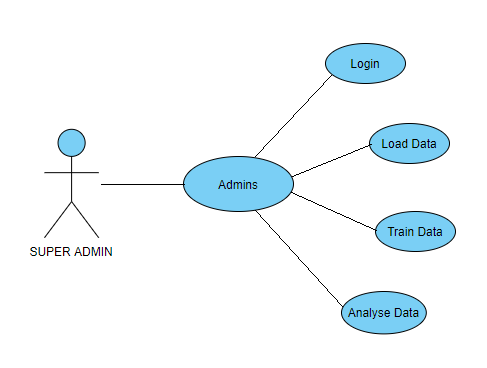 Login
Load Data
Admins
Train Data
SUPER ADMIN
Analyse Data